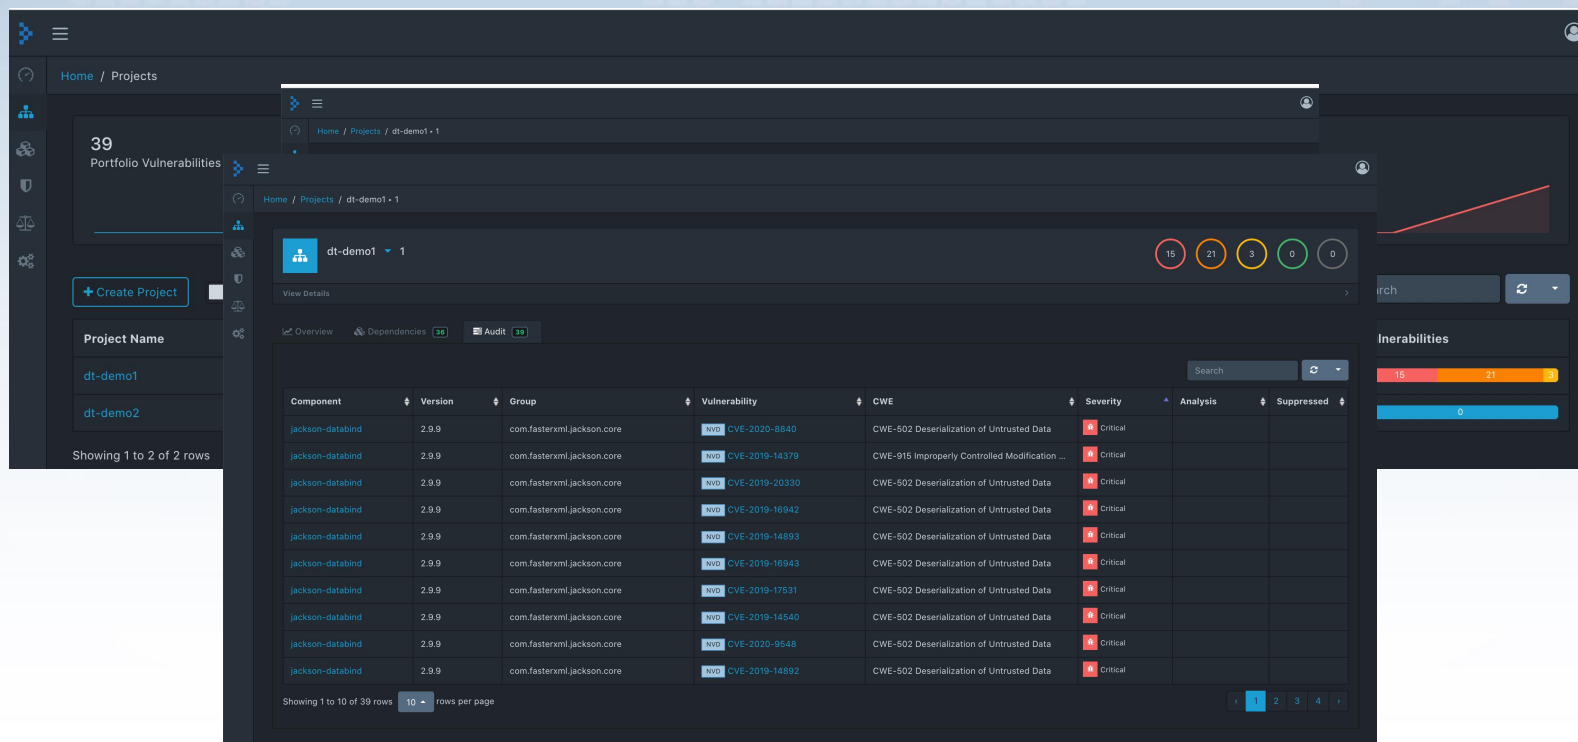 Home / Projects
39
Portfolio Vulnerabilities
+ Create Project
Project Name
dt-demo1
dt-demo2
Showing 1 to 2 of 2 rows
Home / Projects / dt-demo1 • 1
Home / Projects / dt-demo1 • 1
dt-demo1 1
15 21 3 0 0
View Details
Overview Dependencies 36 Audit 39
Search
Component Version Group Vulnerability CWE Severity Analysis Suppressed
jackson-databind 2.9.9 com.fasterxml.jackson.core NVD CVE-2020-8840 CWE-502 Deserialization of Untrusted Data Critical
jackson-databind 2.9.9 com.fasterxml.jackson.core NVD CVE-2019-14379 CWE-915 Improperly Controlled Modification ... Critical
jackson-databind 2.9.9 com.fasterxml.jackson.core NVD CVE-2019-20330 CWE-502 Deserialization of Untrusted Data Critical
jackson-databind 2.9.9 com.fasterxml.jackson.core NVD CVE-2019-16942 CWE-502 Deserialization of Untrusted Data Critical
jackson-databind 2.9.9 com.fasterxml.jackson.core NVD CVE-2019-14893 CWE-502 Deserialization of Untrusted Data Critical
jackson-databind 2.9.9 com.fasterxml.jackson.core NVD CVE-2019-16943 CWE-502 Deserialization of Untrusted Data Critical
jackson-databind 2.9.9 com.fasterxml.jackson.core NVD CVE-2019-17531 CWE-502 Deserialization of Untrusted Data Critical
jackson-databind 2.9.9 com.fasterxml.jackson.core NVD CVE-2019-14540 CWE-502 Deserialization of Untrusted Data Critical
jackson-databind 2.9.9 com.fasterxml.jackson.core NVD CVE-2020-9548 CWE-502 Deserialization of Untrusted Data Critical
jackson-databind 2.9.9 com.fasterxml.jackson.core NVD CVE-2019-14892 CWE-502 Deserialization of Untrusted Data Critical
Showing 1 to 10 of 39 rows 10 rows per page
‹ 1 2 3 4 ›
rch
lnerabilities
15 21 3
0